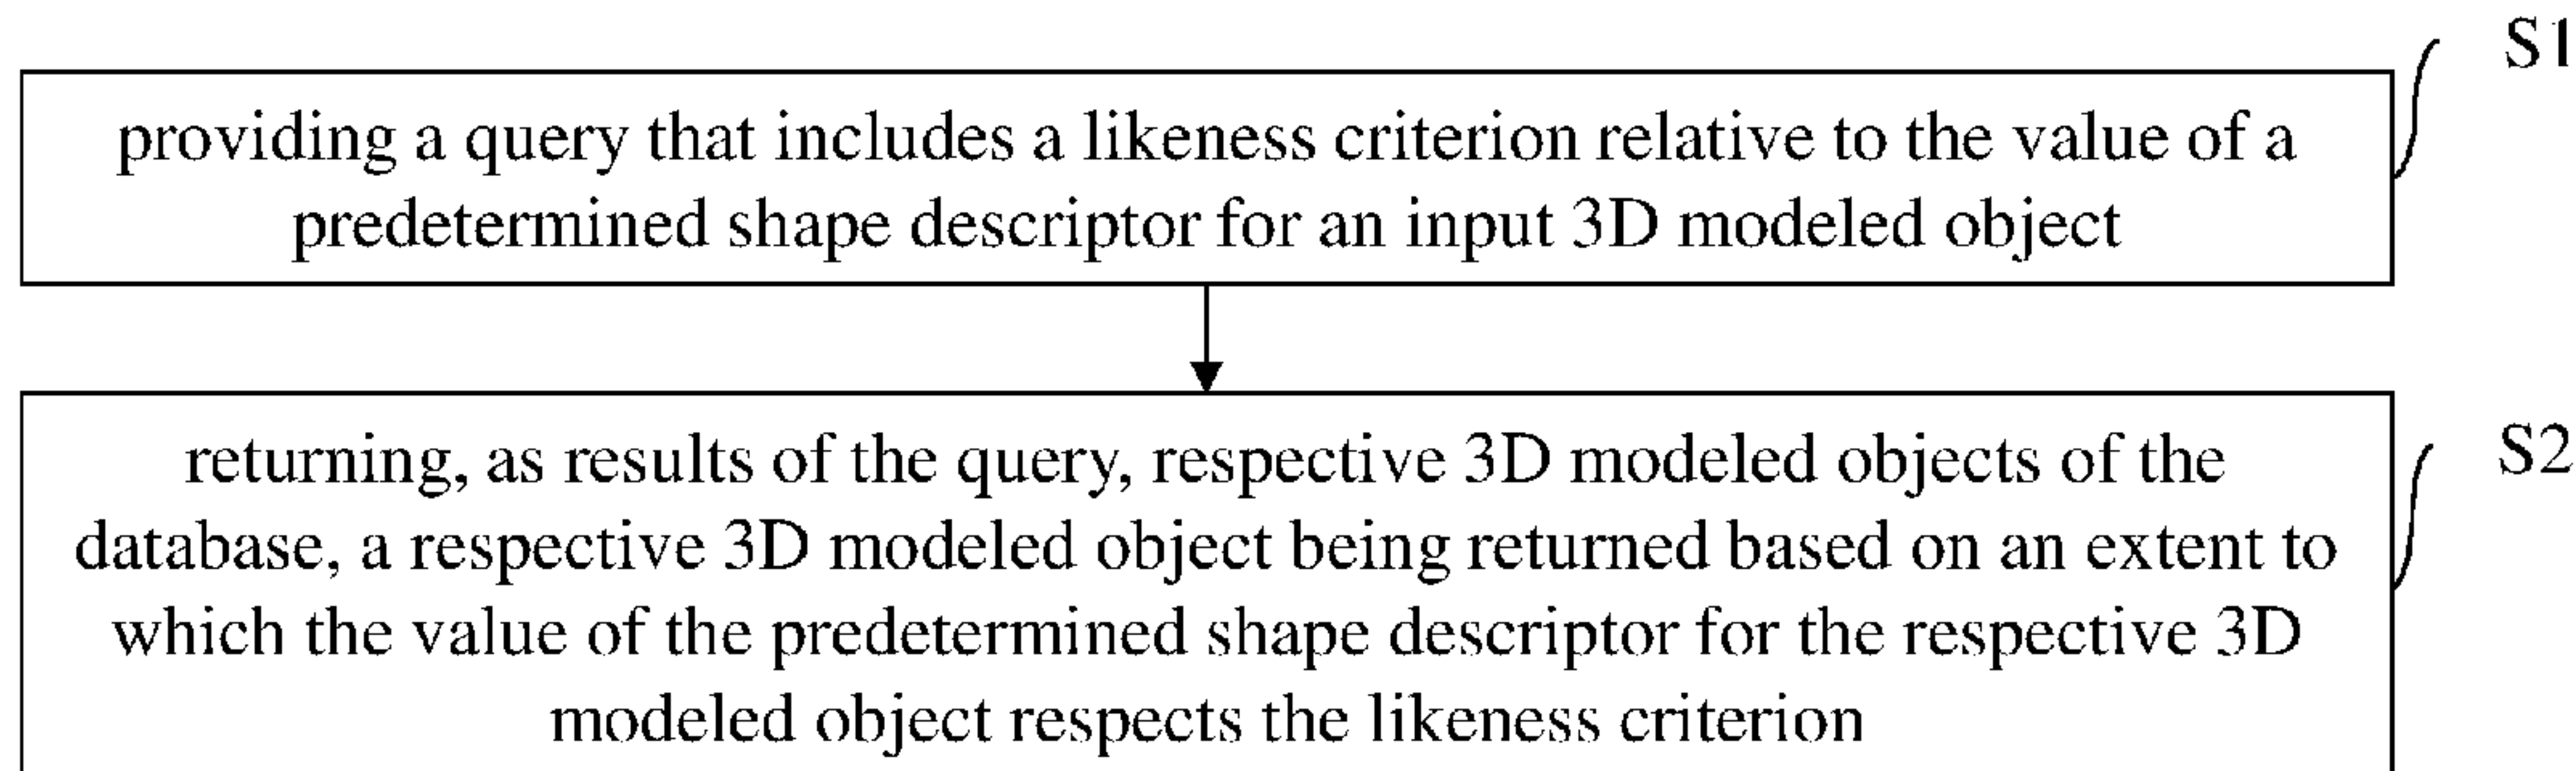 S1
providing a query that includes a likeness criterion relative to the value of a
predetermined shape descriptor for an input 3D modeled object
returning, as results of the query, respective 3D modeled objects of the
S2
database, a respective 3D modeled object being returned based on an extent to
which the value of the predetermined shape descriptor for the respective 3D
modeled object respects the likeness criterion